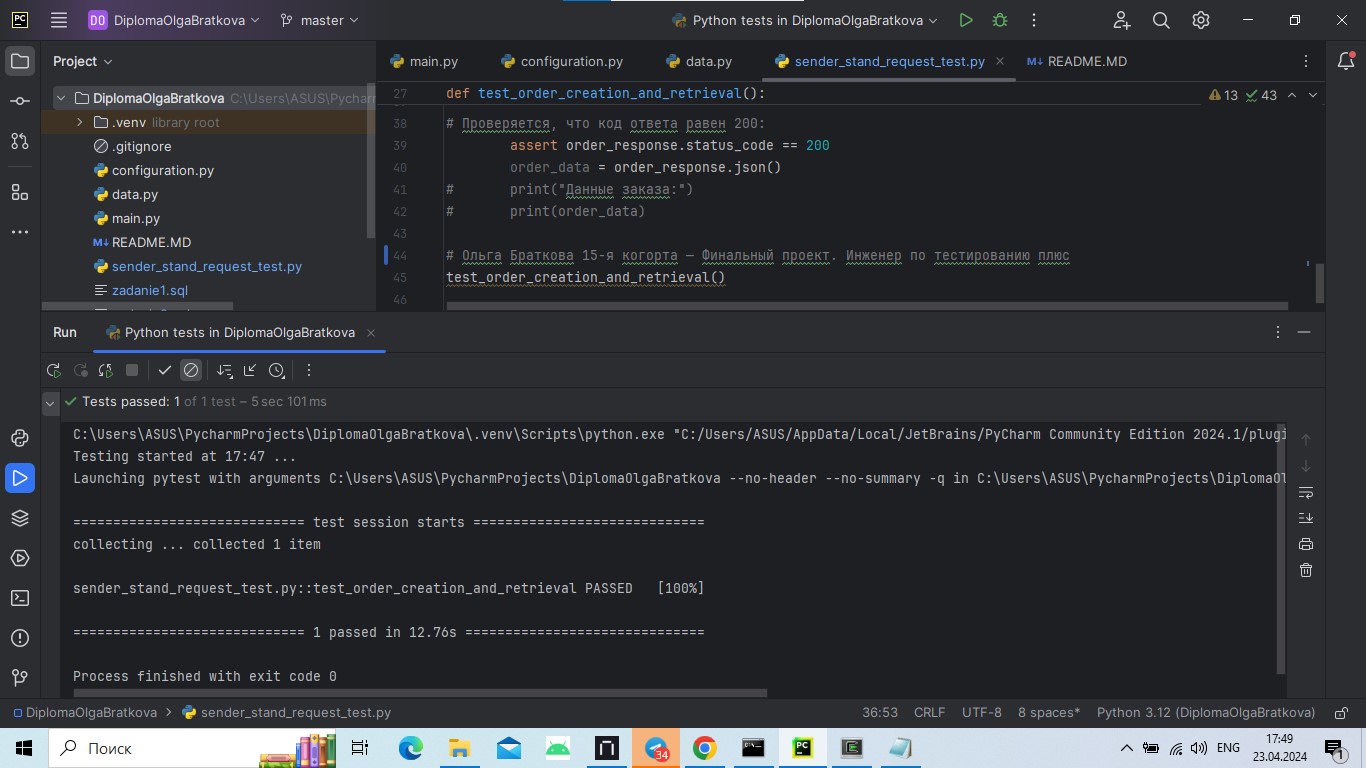 PC
DO DiplomaOlgaBratkova master Python tests in DiplomaOlgaBratkova
Project
main.py configuration.py data.py sender_stand_request_test.py M↓ README.MD
DiplomaOlgaBratkova C:\Users\ASUS\Pycharm
.venv library root
.gitignore
configuration.py
data.py
main.py
M↓ README.MD
sender_stand_request_test.py
zadanie1.sql
27 def test_order_creation_and_retrieval(): 13 43
38 # Проверяется, что код ответа равен 200:
39 assert order_response.status_code == 200
40 order_data = order_response.json()
41 # print("Данные заказа:")
42 # print(order_data)
43
44 # Ольга Браткова 15-я когорта — Финальный проект. Инженер по тестированию плюс
45 test_order_creation_and_retrieval()
46
Run Python tests in DiplomaOlgaBratkova
Tests passed: 1 of 1 test – 5 sec 101 ms
C:\Users\ASUS\PycharmProjects\DiplomaOlgaBratkova\.venv\Scripts\python.exe "C:/Users/ASUS/AppData/Local/JetBrains/PyCharm Community Edition 2024.1/plugi
Testing started at 17:47 ...
Launching pytest with arguments C:\Users\ASUS\PycharmProjects\DiplomaOlgaBratkova --no-header --no-summary -q in C:\Users\ASUS\PycharmProjects\DiplomaOl
============================= test session starts =============================
collecting ... collected 1 item
sender_stand_request_test.py::test_order_creation_and_retrieval PASSED [100%]
============================= 1 passed in 12.76s ==============================
Process finished with exit code 0
DiplomaOlgaBratkova sender_stand_request_test.py 36:53 CRLF UTF-8 8 spaces* Python 3.12 (DiplomaOlgaBratkova)
Поиск 34 PC ENG 17:49
23.04.2024 1